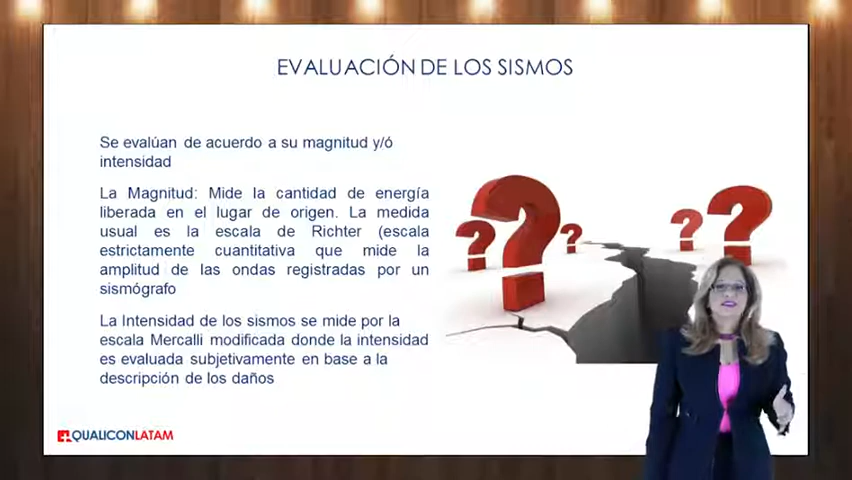 EVALUACIÓN DE LOS SISMOS
Se evalúan de acuerdo a su magnitud y/ó
intensidad
La Magnitud: Mide la cantidad de energía
liberada en el lugar de origen. La medida
usual es la escala de Richter (escala
estrictamente cuantitativa que mide la
amplitud de las ondas registradas por un
sismógrafo
La Intensidad de los sismos se mide por la
escala Mercalli modificada donde la intensidad
es evaluada subjetivamente en base a la
descripción de los daños
QUALICONLATAM